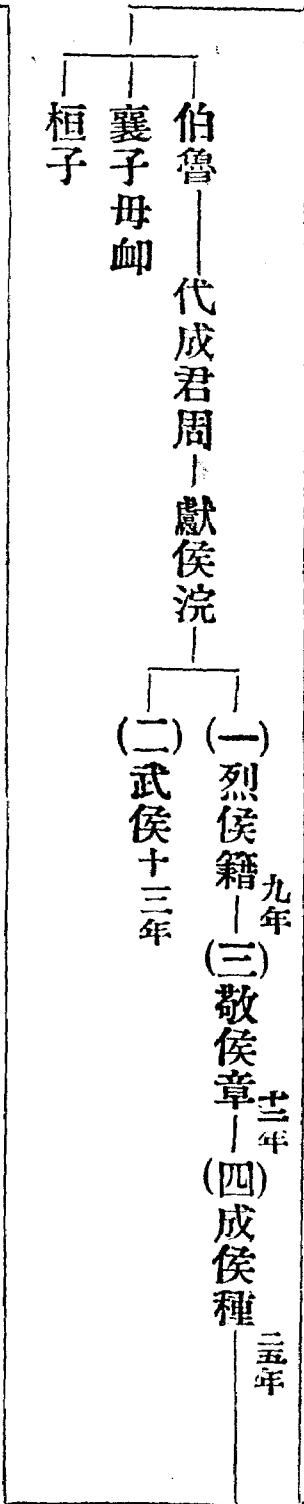 伯魯 代成君周 獻侯浣
(一)烈侯籍 九年 (三)敬侯章 十二年 (四)成侯種 二五年
(二)武侯 十三年
襄子毋卹
桓子